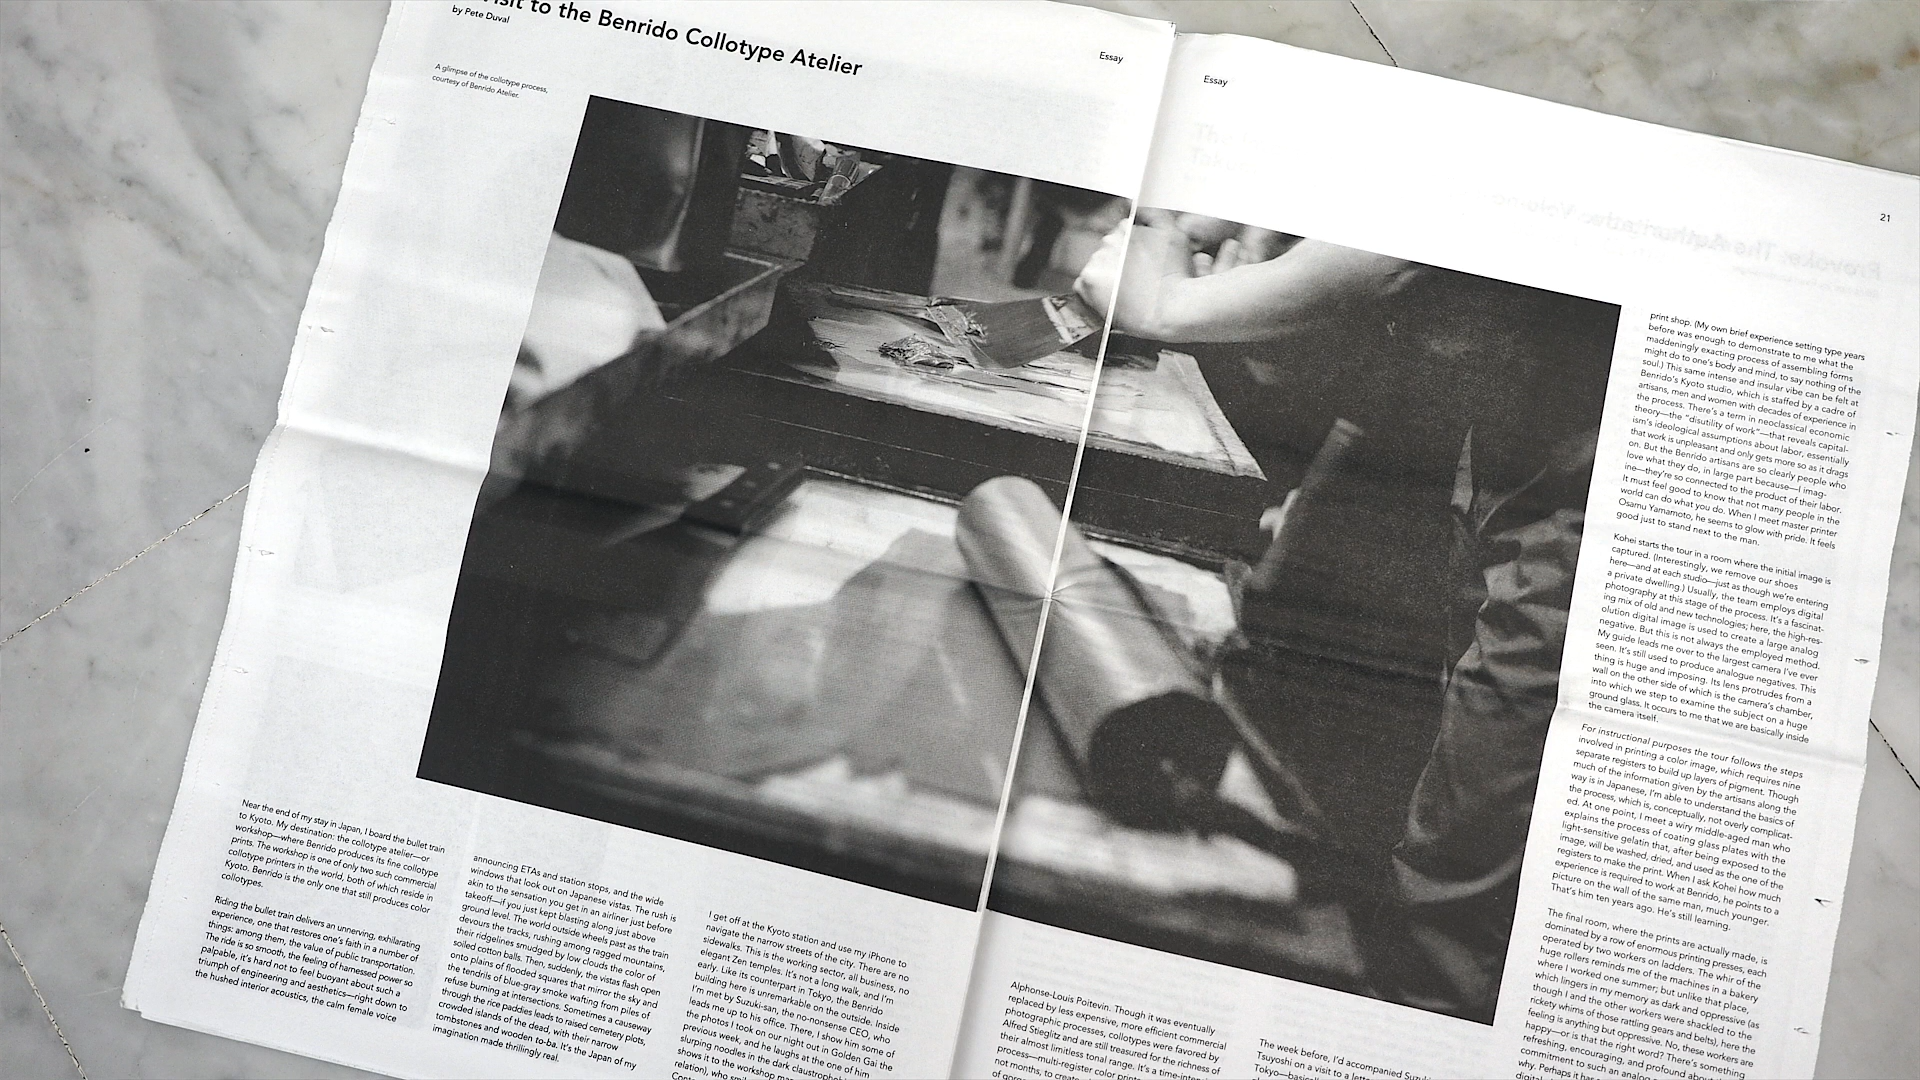 to the Benrido Collotype Atelier
by Pete Duval
Essay
A glimpse of the collotype process,
courtesy of Benrido Atelier.
Near the end of my stay in Japan, I board the bullet train
to Kyoto. My destination: the collotype atelier—or
workshop—where Benrido produces its fine collotype
prints. The workshop is one of only two such commercial
collotype printers in the world, both of which reside in
Kyoto. Benrido is the only one that still produces color
collotypes.
Riding the bullet train delivers an unnerving, exhilarating
experience, one that restores one's faith in a number of
things: among them, the value of public transportation.
The ride is so smooth, the feeling of harnessed power so
palpable, it's hard not to feel buoyant about such a
triumph of engineering and aesthetics—right down to
the hushed interior acoustics, the calm female voice
announcing ETAs and station stops, and the wide
windows that look out on Japanese vistas. The rush is
akin to the sensation you get in an airliner just before
takeoff—if you just kept blasting along just above
ground level. The world outside wheels past as the train
devours the tracks, rushing among ragged mountains,
their ridgelines smudged by low clouds the color of
soiled cotton balls. Then, suddenly, the vistas flash open
onto plains of flooded squares that mirror the sky and
the tendrils of blue-gray smoke wafting from piles of
refuse burning at intersections. Sometimes a causeway
through the rice paddies leads to raised cemetery plots,
crowded islands of the dead, with their narrow
tombstones and wooden to-ba. It's the Japan of my
imagination made thrillingly real.
I get off at the Kyoto station and use my iPhone to
navigate the narrow streets of the city. There are no
sidewalks. This is the working sector, all business, no
elegant Zen temples. It's not a long walk, and I'm
early. Like its counterpart in Tokyo, the Benrido
building here is unremarkable on the outside. Inside
I'm met by Suzuki-san, the no-nonsense CEO, who
leads me up to his office. There, I show him some of
the photos I took on our night out in Golden Gai the
previous week, and he laughs at the one of him
slurping noodles in the dark
shows it to the workshop
relation), who
Essay
21
Alphonse-Louis Poitevin. Though it was eventually
replaced by less expensive, more efficient commercial
photographic processes, collotypes were favored by
Alfred Stieglitz and are still treasured for the richness of
their almost limitless tonal range. It's a
process—multi-register color
not months, to
The week before, I'd accompanied
Tsuyoshi on a visit to a
print shop. (My own brief experience setting type years
before was enough to demonstrate to me what the
maddeningly exacting process of assembling forms
might do to one's body and mind, to say nothing of the
soul.) This same intense and insular vibe can be felt at
Benrido's Kyoto studio, which is staffed by a cadre of
artisans, men and women with decades of experience in
the process. There's a term in neoclassical economic
theory—the "disutility of work"—that reveals capital-
ism's ideological assumptions about labor, essentially
that work is unpleasant and only gets more so as it drags
on. But the Benrido artisans are so clearly people who
love what they do, in large part because—I imag-
ine—they're so connected to the product of their labor.
It must feel good to know that not many people in the
world can do what you do. When I meet master printer
Osamu Yamamoto, he seems to glow with pride. It feels
good just to stand next to the man.
Kohei starts the tour in a room where the initial image is
captured. (Interestingly, we remove our shoes
here—and at each studio—just as though we're entering
a private dwelling.) Usually, the team employs digital
photography at this stage of the process. It's a fascinat-
ing mix of old and new technologies; here, the high-res-
olution digital image is used to create a large analog
negative. But this is not always the employed method.
My guide leads me over to the largest camera I've ever
seen. It's still used to produce analogue negatives. This
thing is huge and imposing. Its lens protrudes from a
wall on the other side of which is the camera's chamber,
into which we step to examine the subject on a huge
ground glass. It occurs to me that we are basically inside
the camera itself.
For instructional purposes the tour follows the steps
involved in printing a color image, which requires nine
separate registers to build up layers of pigment. Though
much of the information given by the artisans along the
way is in Japanese, I'm able to understand the basics of
the process, which is, conceptually, not overly complicat-
ed. At one point, I meet a wiry middle-aged man who
explains the process of coating glass plates with the
light-sensitive gelatin that, after being exposed to the
image, will be washed, dried, and used as the one of the
registers to make the print. When I ask Kohei how much
experience is required to work at Benrido, he points to a
picture on the wall of the same man, much younger.
That's him ten years ago. He's still learning.
The final room, where the prints are actually made, is
dominated by a row of enormous printing presses, each
operated by two workers on ladders. The whir of the
huge rollers reminds me of the machines in a bakery
where I worked one summer; but unlike that place,
which lingers in my memory as dark and oppressive (as
though I and the other workers were shackled to the
rickety whims of those rattling gears and belts), here the
feeling is anything but oppressive. No, these workers are
happy—or is that the right word? There's something
refreshing, encouraging, and profound about
commitment to such an analog
why. Perhaps it